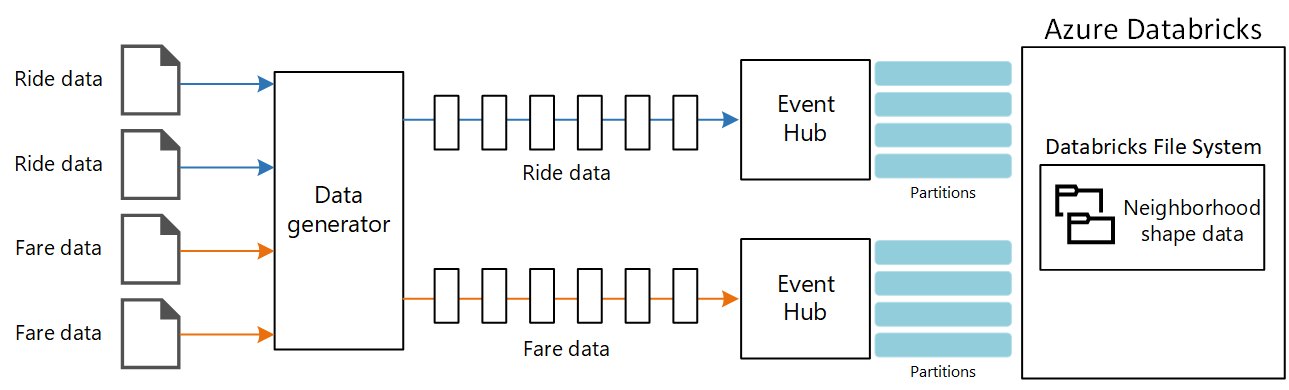 Azure Databricks
Ride data
Ride data
Fare data
Fare data
Data
generator
Ride data
Fare data
Event
Hub
Partitions
Event
Hub
Partitions
Databricks File System
Neighborhood
shape data